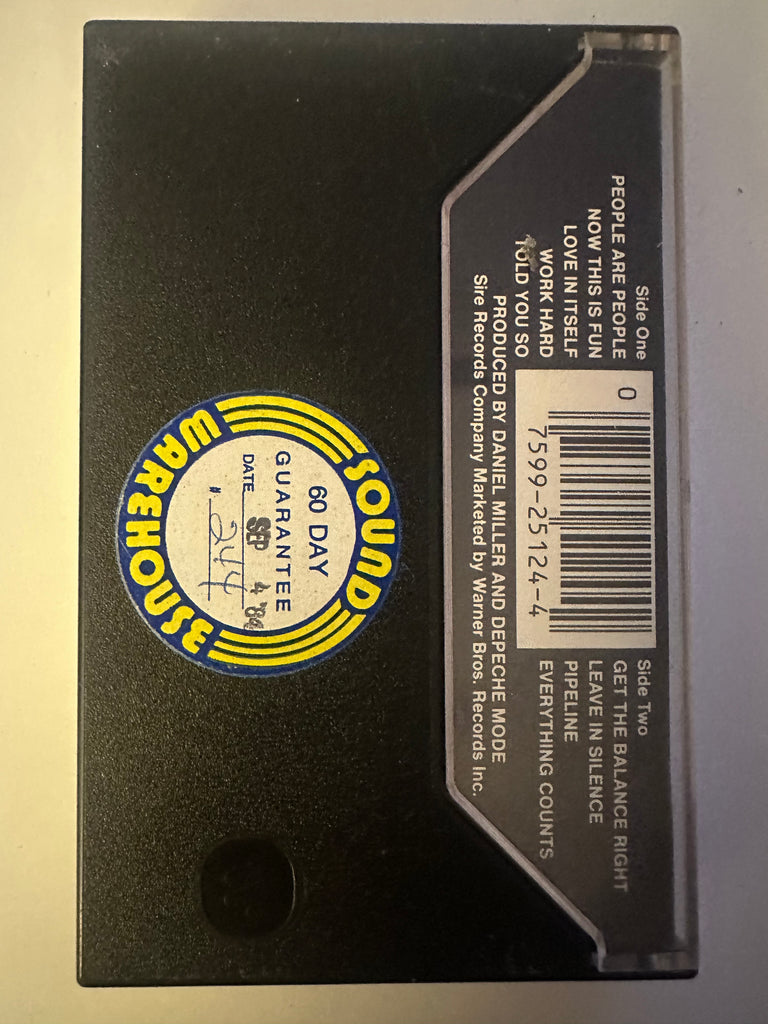 Side One
PEOPLE ARE PEOPLE
NOW THIS IS FUN
LOVE IN ITSELF
WORK HARD
TOLD YOU SO
0
7599-25124-4
Side Two
GET THE BALANCE RIGHT
LEAVE IN SILENCE
PIPELINE
EVERYTHING COUNTS
PRODUCED BY DANIEL MILLER AND DEPECHE MODE
Sire Records Company Marketed by Warner Bros. Records Inc.
SOUND
60 DAY
GUARANTEE
DATE SEP 4 '84
# 244
WAREHOUSE